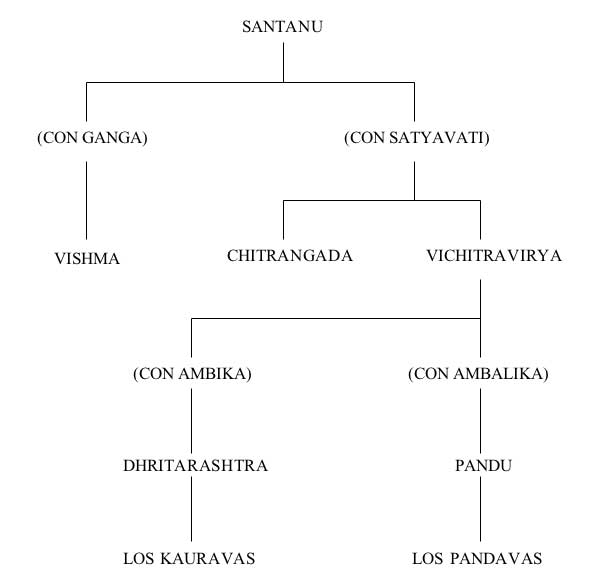 SANTANU
(CON GANGA)
(CON SATYAVATI)
VISHMA
CHITRANGADA
VICHITRAVIRYA
(CON AMBIKA)
(CON AMBALIKA)
DHRITARASHTRA
PANDU
LOS KAURAVAS
LOS PANDAVAS